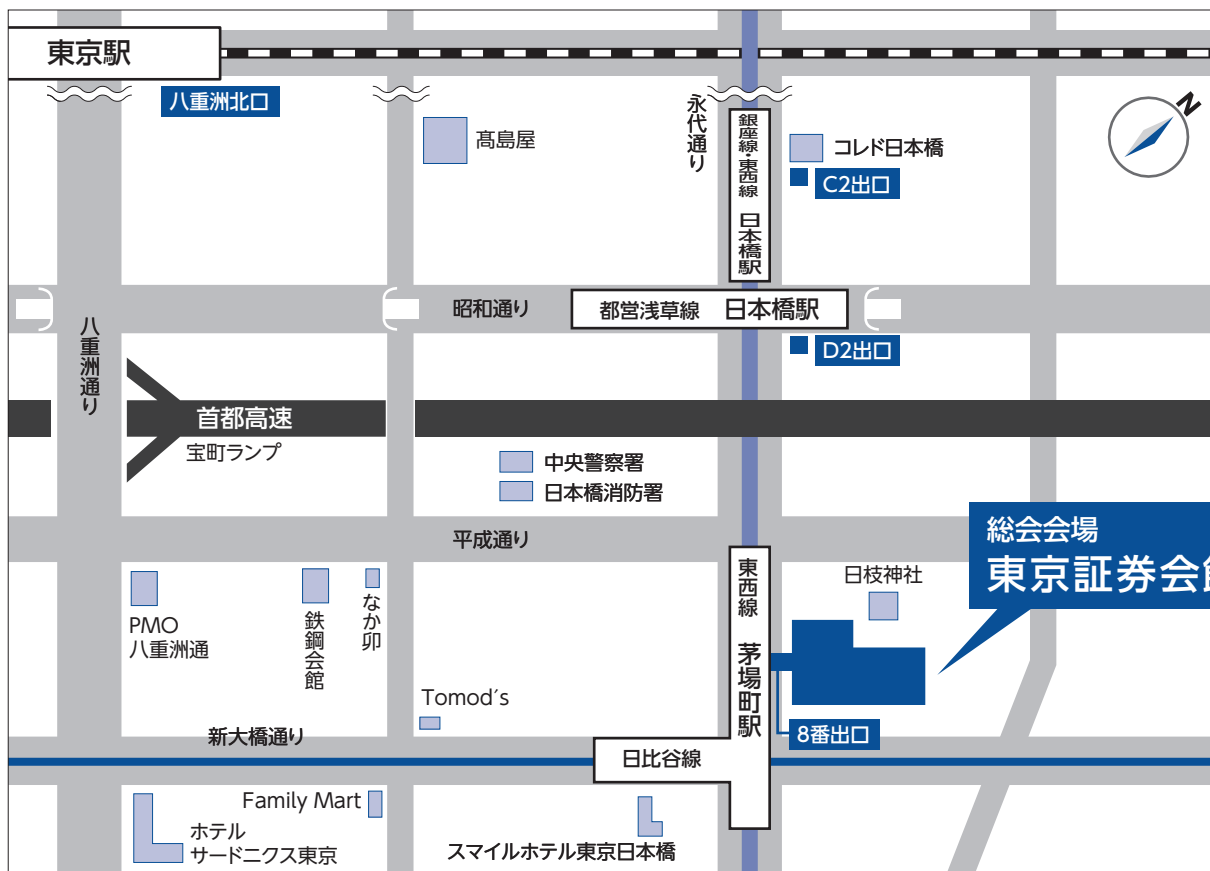 東京駅
八重洲北口
N
髙島屋
永代通り
銀座線・東西線 日本橋駅
コレド日本橋
C2出口
昭和通り
都営浅草線 日本橋駅
D2出口
八重洲通り
首都高速
宝町ランプ
中央警察署
日本橋消防署
平成通り
総会会場
東京証券会館
PMO
八重洲通
鉄鋼会館
なか卯
東西線 茅場町駅
日枝神社
Tomod's
新大橋通り
8番出口
日比谷線
Family Mart
ホテル
サードニクス東京
スマイルホテル東京日本橋